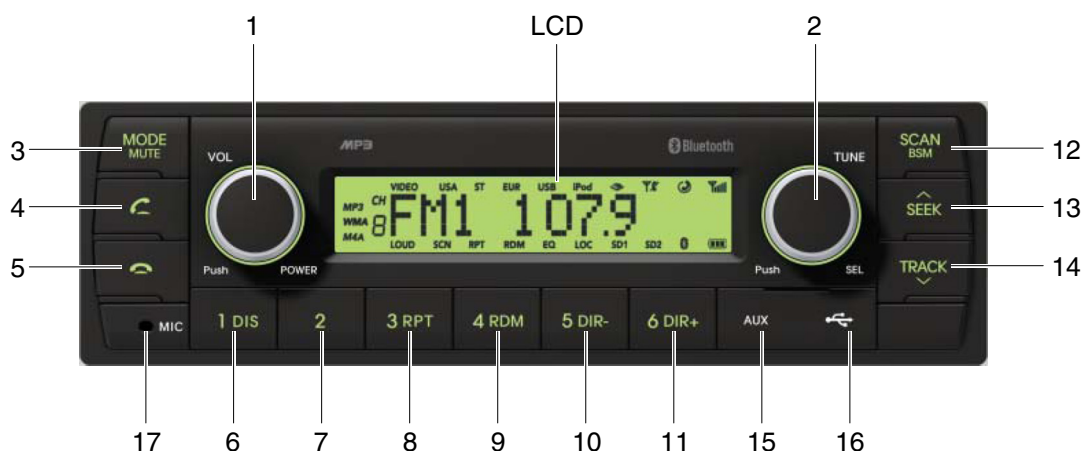 1 LCD 2
3 MODE MUTE VOL MP3 Bluetooth TUNE SCAN BSM 12
VIDEO USA ST EUR USB iPod
4 MP3 CH FM1 107.9 SEEK 13
WMA 8
M4A
LOUD SCN RPT RDM EQ LOC SD1 SD2
5 Push POWER Push SEL TRACK 14
MIC 1 DIS 2 3 RPT 4 RDM 5 DIR- 6 DIR+ AUX
17 6 7 8 9 10 11 15 16